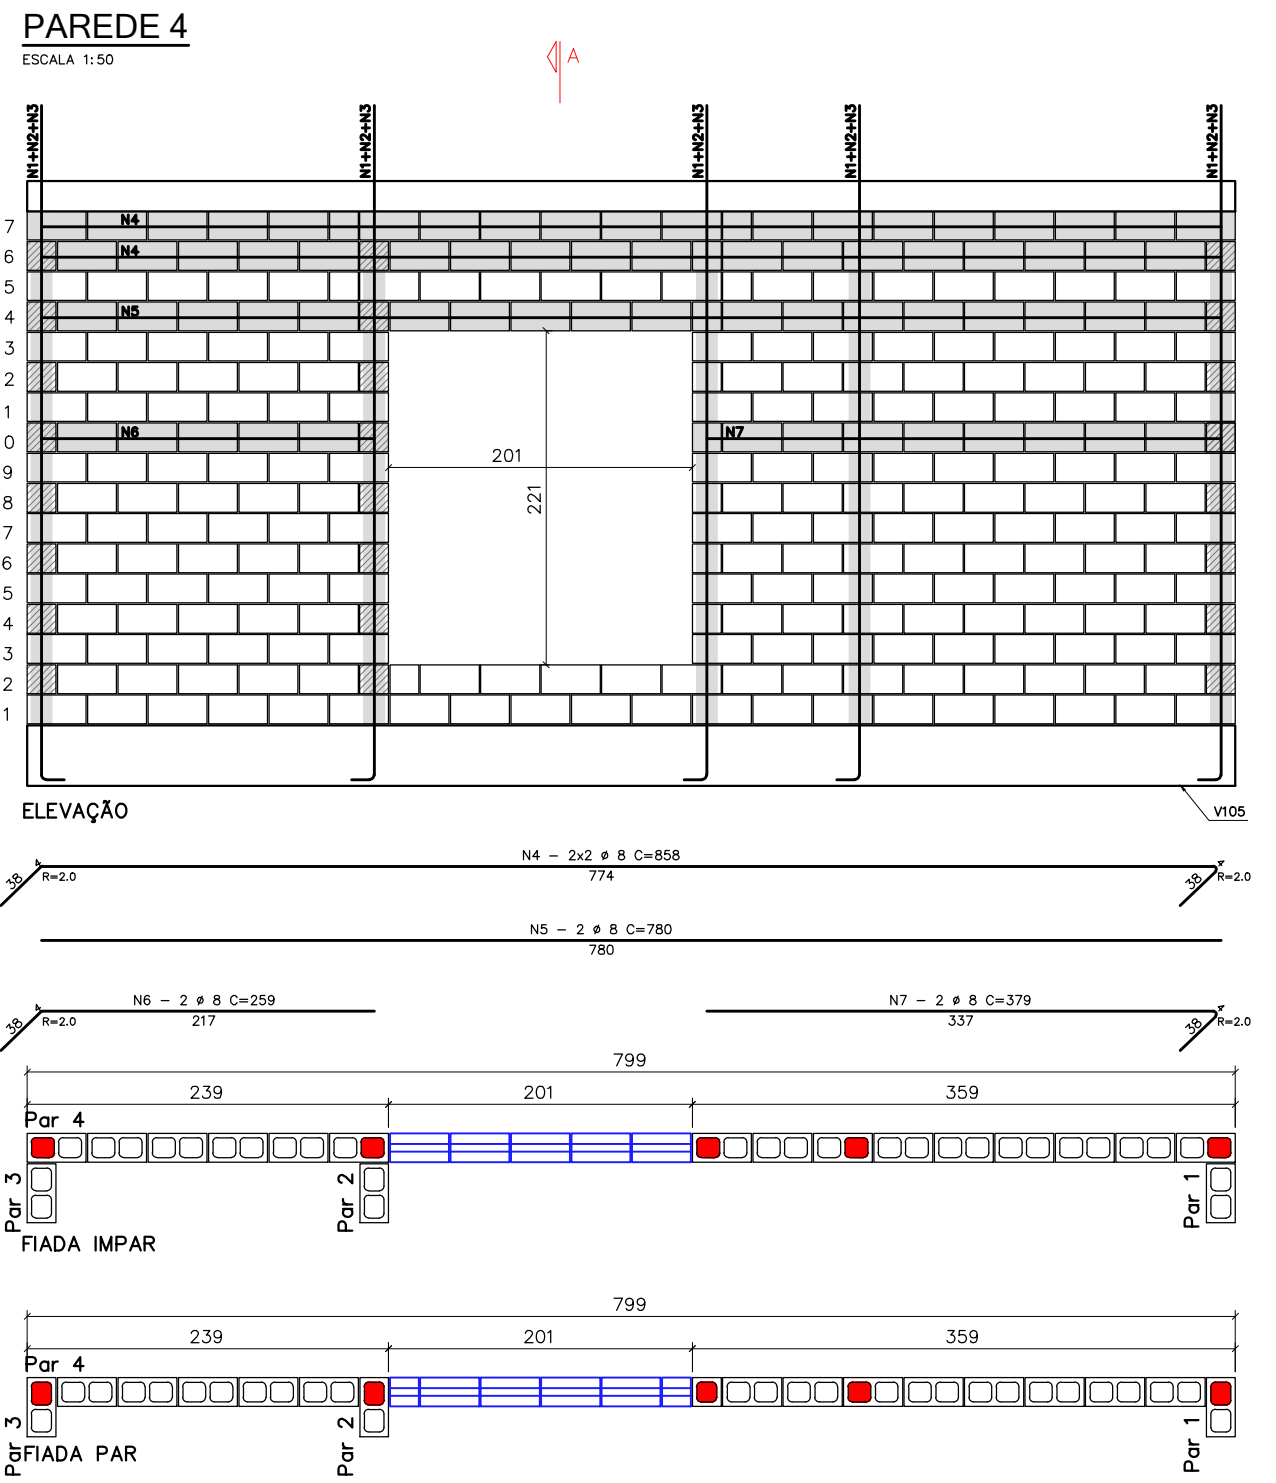 PAREDE 4
ESCALA 1:50
A
N1+N2+N3
N1+N2+N3
N1+N2+N3
N1+N2+N3
N1+N2+N3
7
N4
6
N4
5
4
N5
3
2
1
0
N6
N7
9
201
8
221
7
6
5
4
3
2
1
ELEVAÇÃO
V105
N4 – 2x2 ø 8 C=858
774
38
4
R=2.0
38
4
R=2.0
N5 – 2 ø 8 C=780
780
N6 – 2 ø 8 C=259
217
38
4
R=2.0
N7 – 2 ø 8 C=379
337
38
4
R=2.0
799
239
201
359
Par 4
Par 3
Par 2
Par 1
FIADA IMPAR
799
239
201
359
Par 4
Par 3
Par 2
Par 1
FIADA PAR